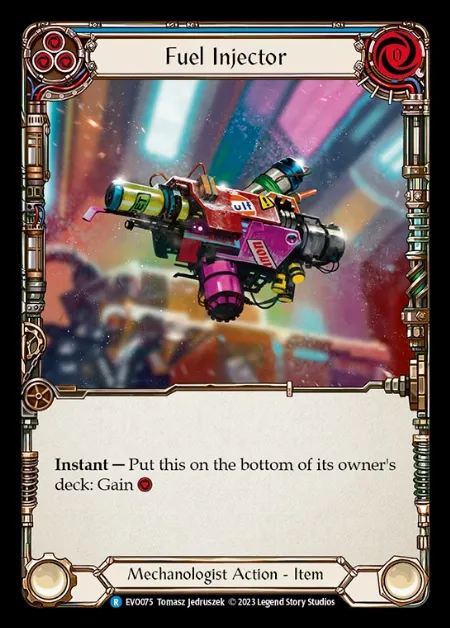 Fuel Injector
0
Instant — Put this on the bottom of its owner's
deck: Gain
Mechanologist Action - Item
R EVO075 Tomasz Jedruszek © 2023 Legend Story Studios